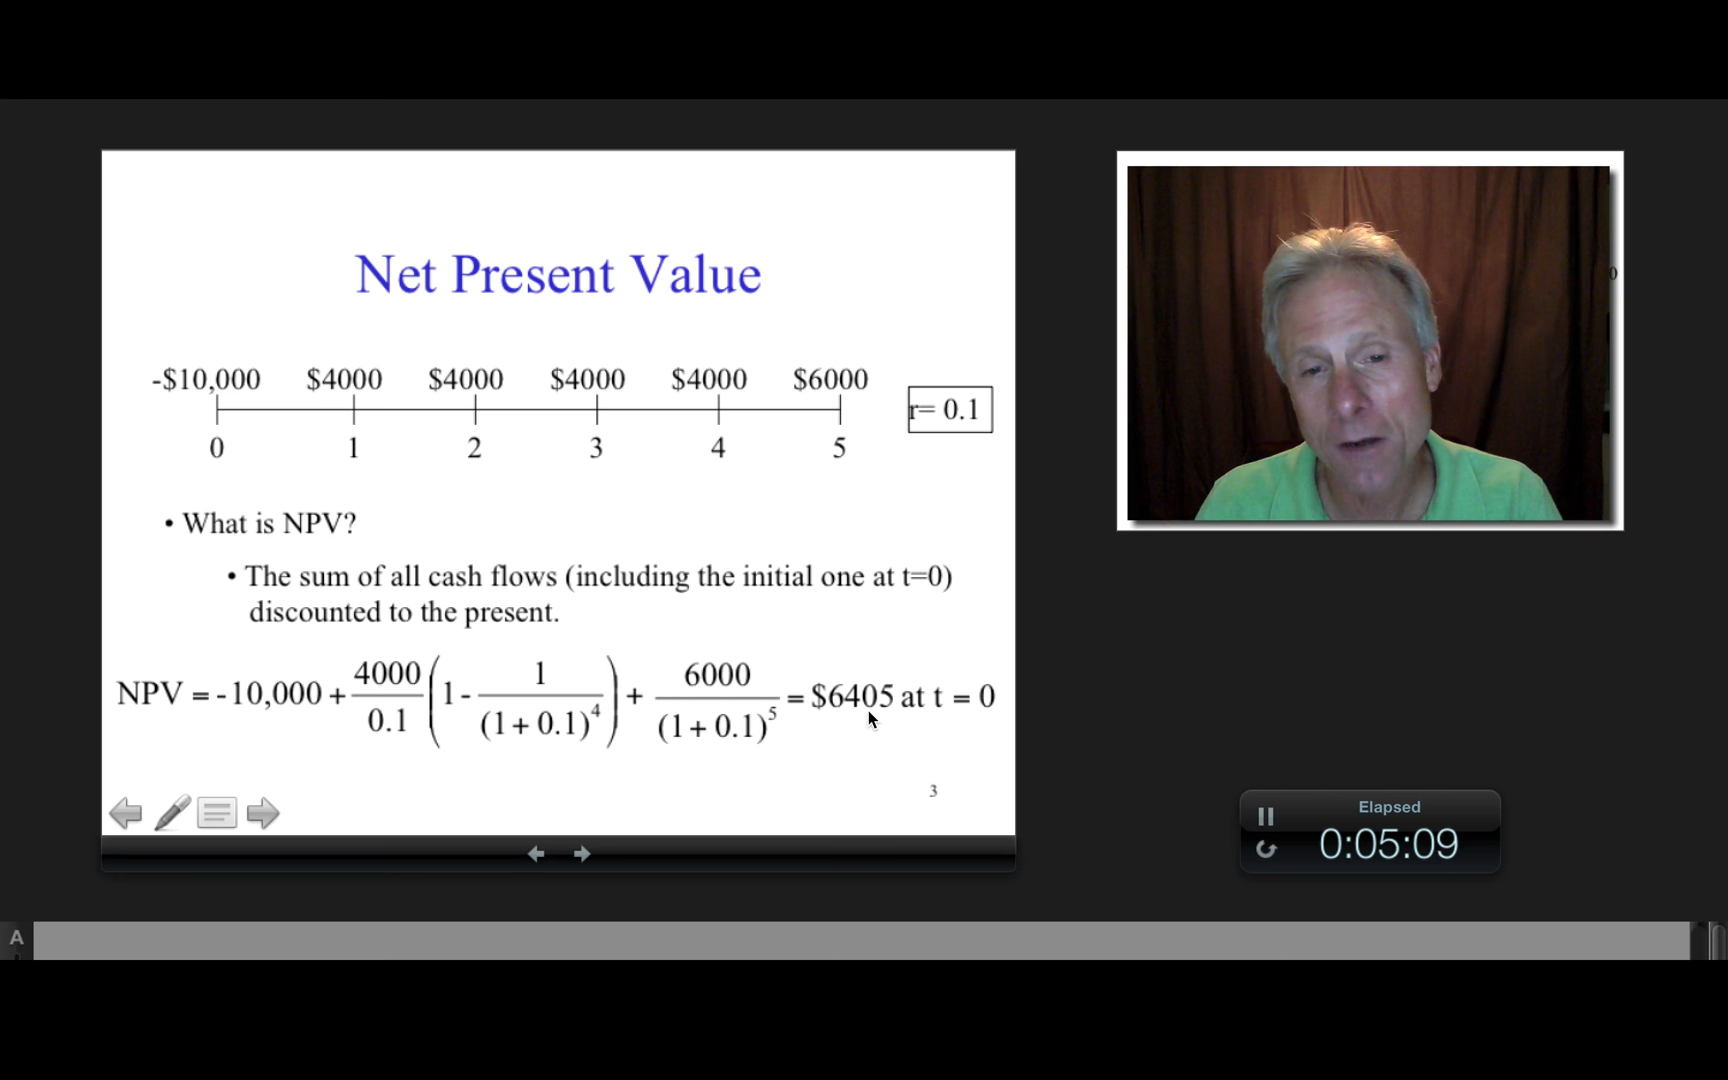 Net Present Value
-$10,000 $4000 $4000 $4000 $4000 $6000
r= 0.1
0 1 2 3 4 5
• What is NPV?
• The sum of all cash flows (including the initial one at t=0)
discounted to the present.
NPV = -10,000 + 4000/0.1 (1 - 1/(1+0.1)^4) + 6000/(1+0.1)^5 = $6405 at t = 0
3
0
Elapsed
0:05:09
A